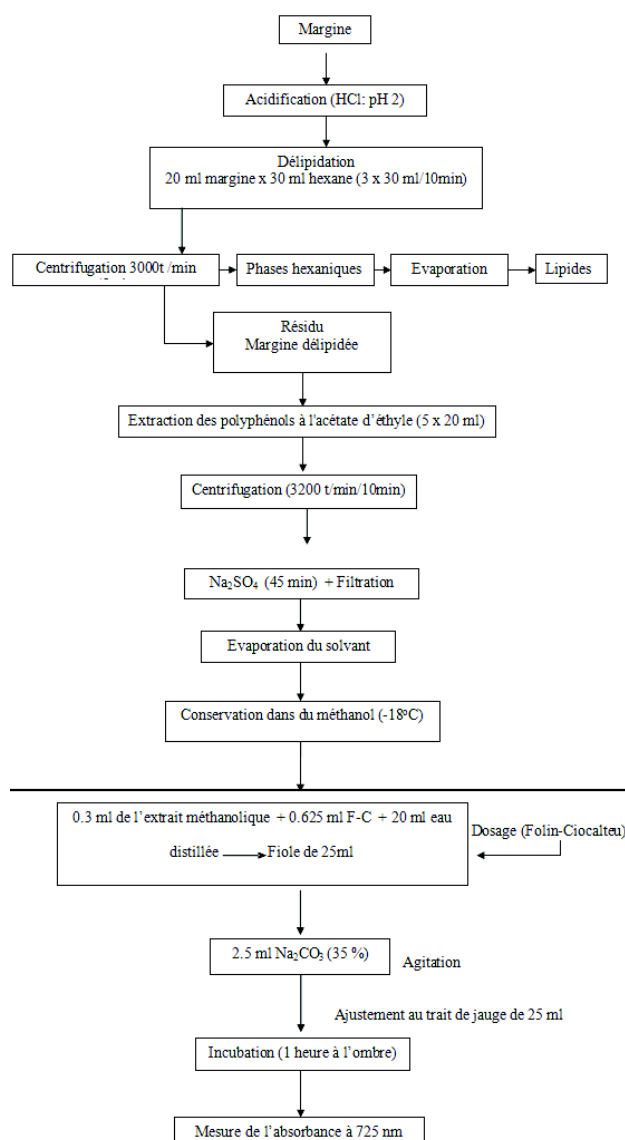 Margine
Acidification (HCl: pH 2)
Délipidation
20 ml margine x 30 ml hexane (3 x 30 ml/10min)
Centrifugation 3000t /min
Phases hexaniques
Evaporation
Lipides
Résidu
Margine délipidée
Extraction des polyphénols à l'acétate d'éthyle (5 x 20 ml)
Centrifugation (3200 t/min/10min)
Na₂SO₄ (45 min) + Filtration
Evaporation du solvant
Conservation dans du méthanol (-18°C)
0.3 ml de l'extrait méthanolique + 0.625 ml F-C + 20 ml eau
distillée Fiole de 25ml
Dosage (Folin-Ciocalteu)
2.5 ml Na₂CO₃ (35 %)
Agitation
Ajustement au trait de jauge de 25 ml
Incubation (1 heure à l'ombre)
Mesure de l'absorbance à 725 nm